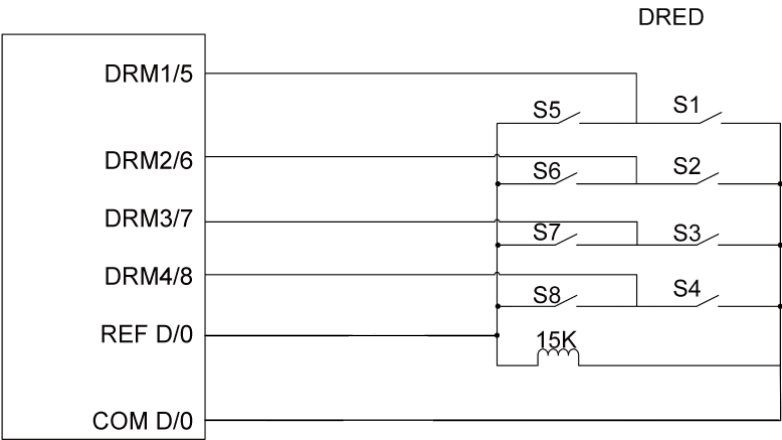 DRED
DRM1/5
S5
S1
DRM2/6
S6
S2
DRM3/7
S7
S3
DRM4/8
S8
S4
REF D/0
15K
COM D/0